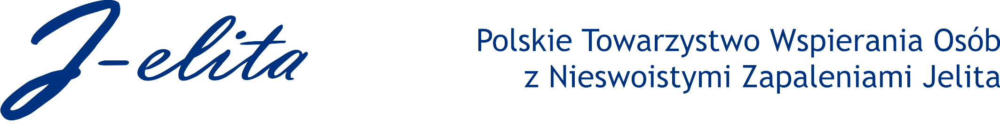 J-elita
Polskie Towarzystwo Wspierania Osób
z Nieswoistymi Zapaleniami Jelita